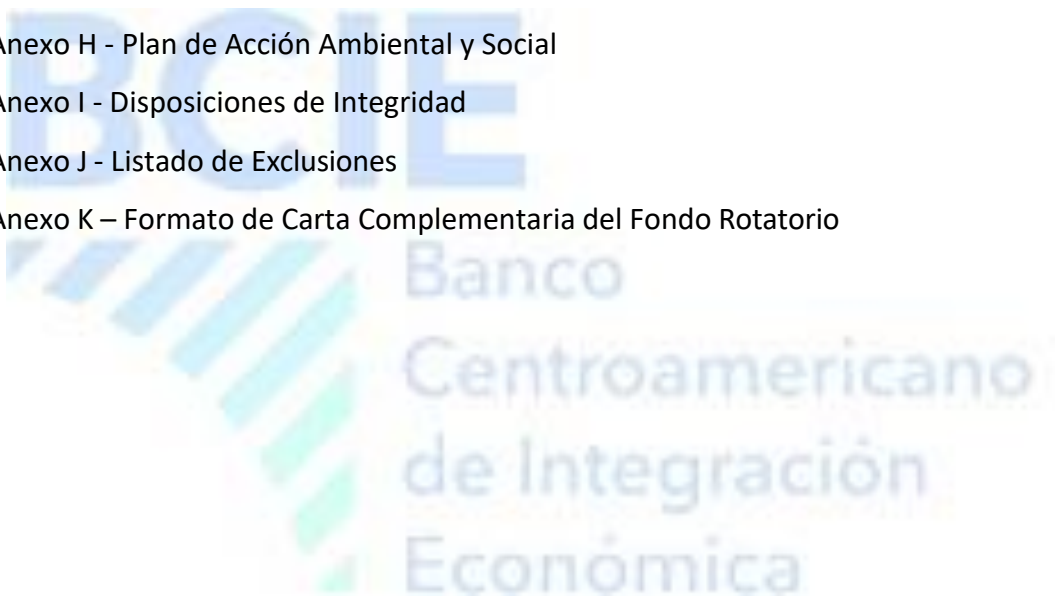 BCIE
Anexo H - Plan de Acción Ambiental y Social
Anexo I - Disposiciones de Integridad
Anexo J - Listado de Exclusiones
Anexo K – Formato de Carta Complementaria del Fondo Rotatorio
Banco
Centroamericano
de Integración
Económica